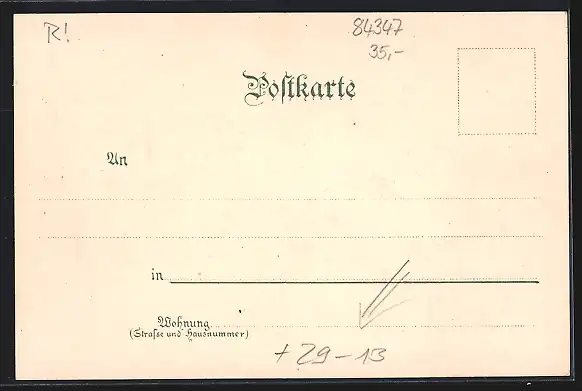 R!
84347
35,-
Postkarte
An
in
Wohnung
(Straße und Hausnummer)
+ 29-13